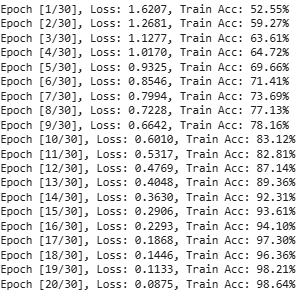 Epoch [1/30], Loss: 1.6207, Train Acc: 52.55%
Epoch [2/30], Loss: 1.2681, Train Acc: 59.27%
Epoch [3/30], Loss: 1.1277, Train Acc: 63.61%
Epoch [4/30], Loss: 1.0170, Train Acc: 64.72%
Epoch [5/30], Loss: 0.9325, Train Acc: 69.66%
Epoch [6/30], Loss: 0.8546, Train Acc: 71.41%
Epoch [7/30], Loss: 0.7994, Train Acc: 73.69%
Epoch [8/30], Loss: 0.7228, Train Acc: 77.13%
Epoch [9/30], Loss: 0.6642, Train Acc: 78.16%
Epoch [10/30], Loss: 0.6010, Train Acc: 83.12%
Epoch [11/30], Loss: 0.5317, Train Acc: 82.81%
Epoch [12/30], Loss: 0.4769, Train Acc: 87.14%
Epoch [13/30], Loss: 0.4048, Train Acc: 89.36%
Epoch [14/30], Loss: 0.3630, Train Acc: 92.31%
Epoch [15/30], Loss: 0.2906, Train Acc: 93.61%
Epoch [16/30], Loss: 0.2293, Train Acc: 94.10%
Epoch [17/30], Loss: 0.1868, Train Acc: 97.30%
Epoch [18/30], Loss: 0.1446, Train Acc: 96.36%
Epoch [19/30], Loss: 0.1133, Train Acc: 98.21%
Epoch [20/30], Loss: 0.0875, Train Acc: 98.64%